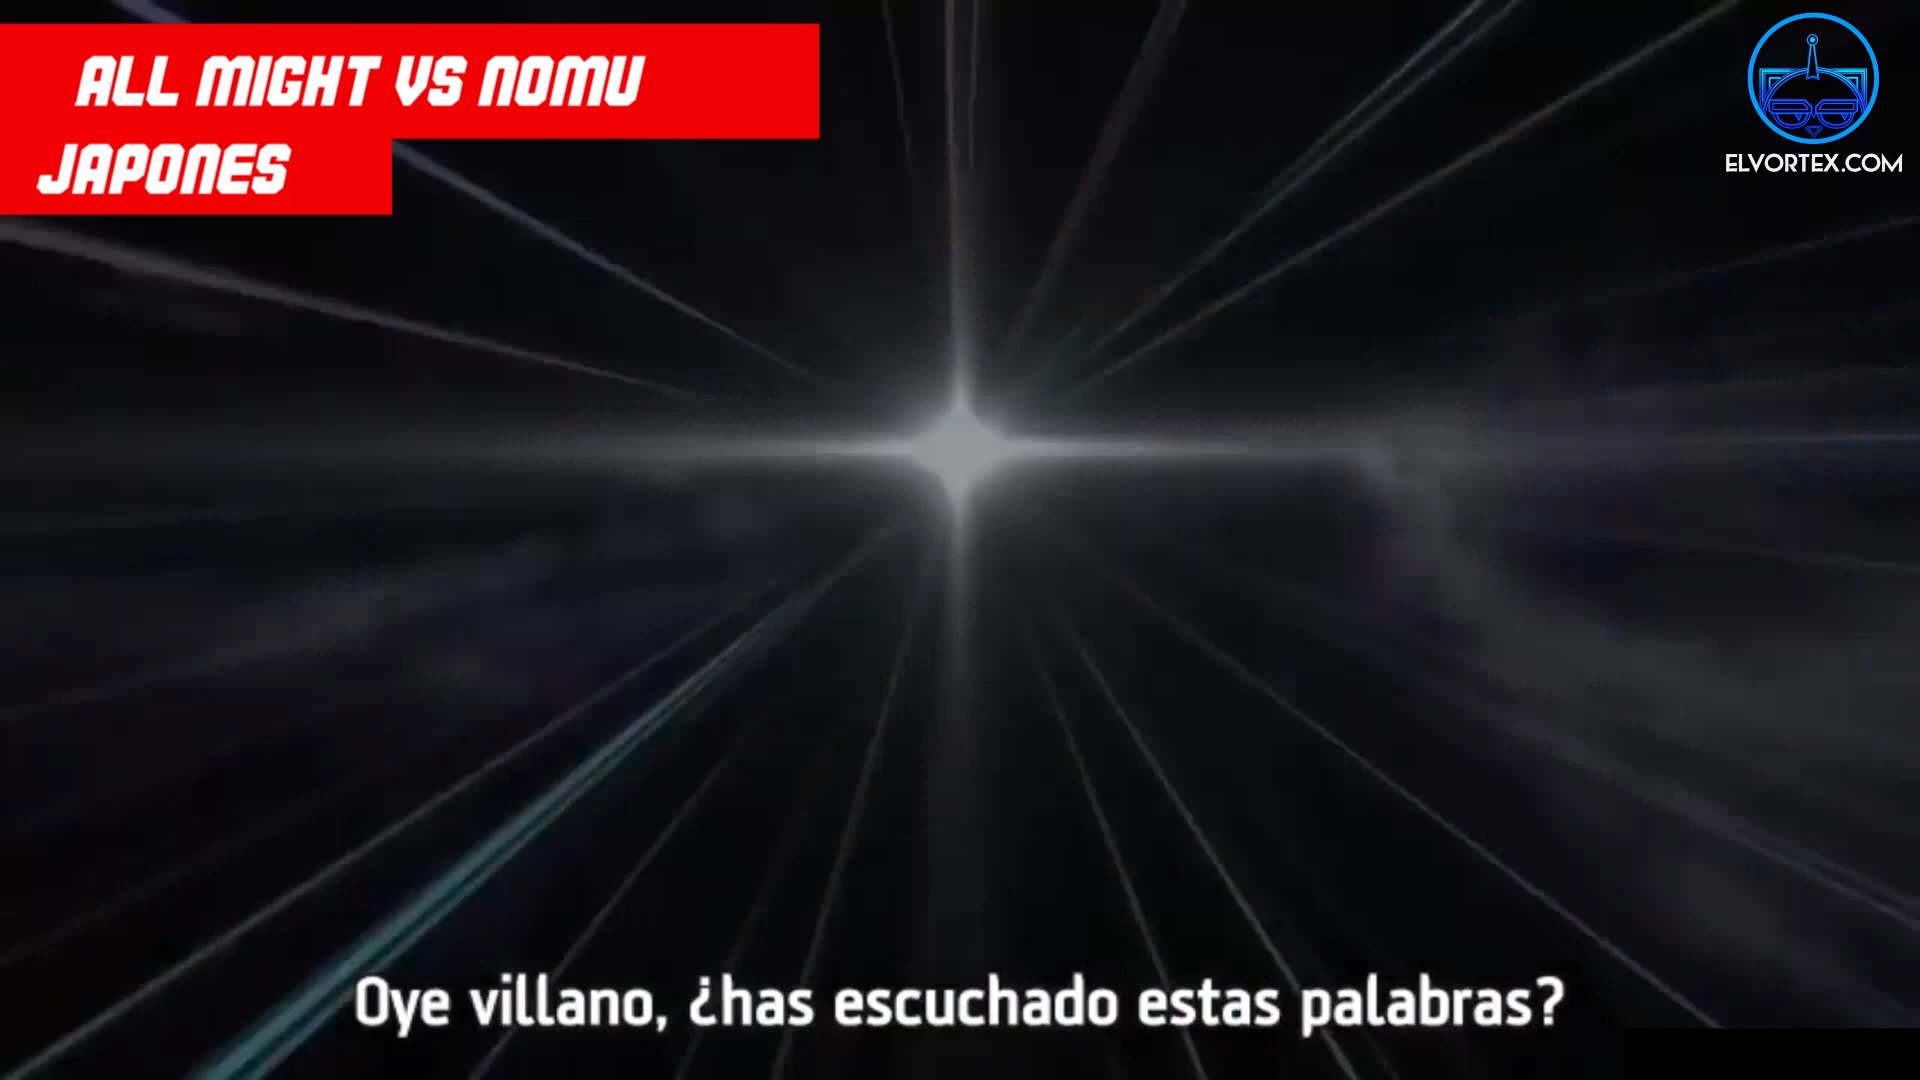 ALL MIGHT VS NOMU
JAPONES
ELVORTEX.COM
Oye villano, ¿has escuchado estas palabras?